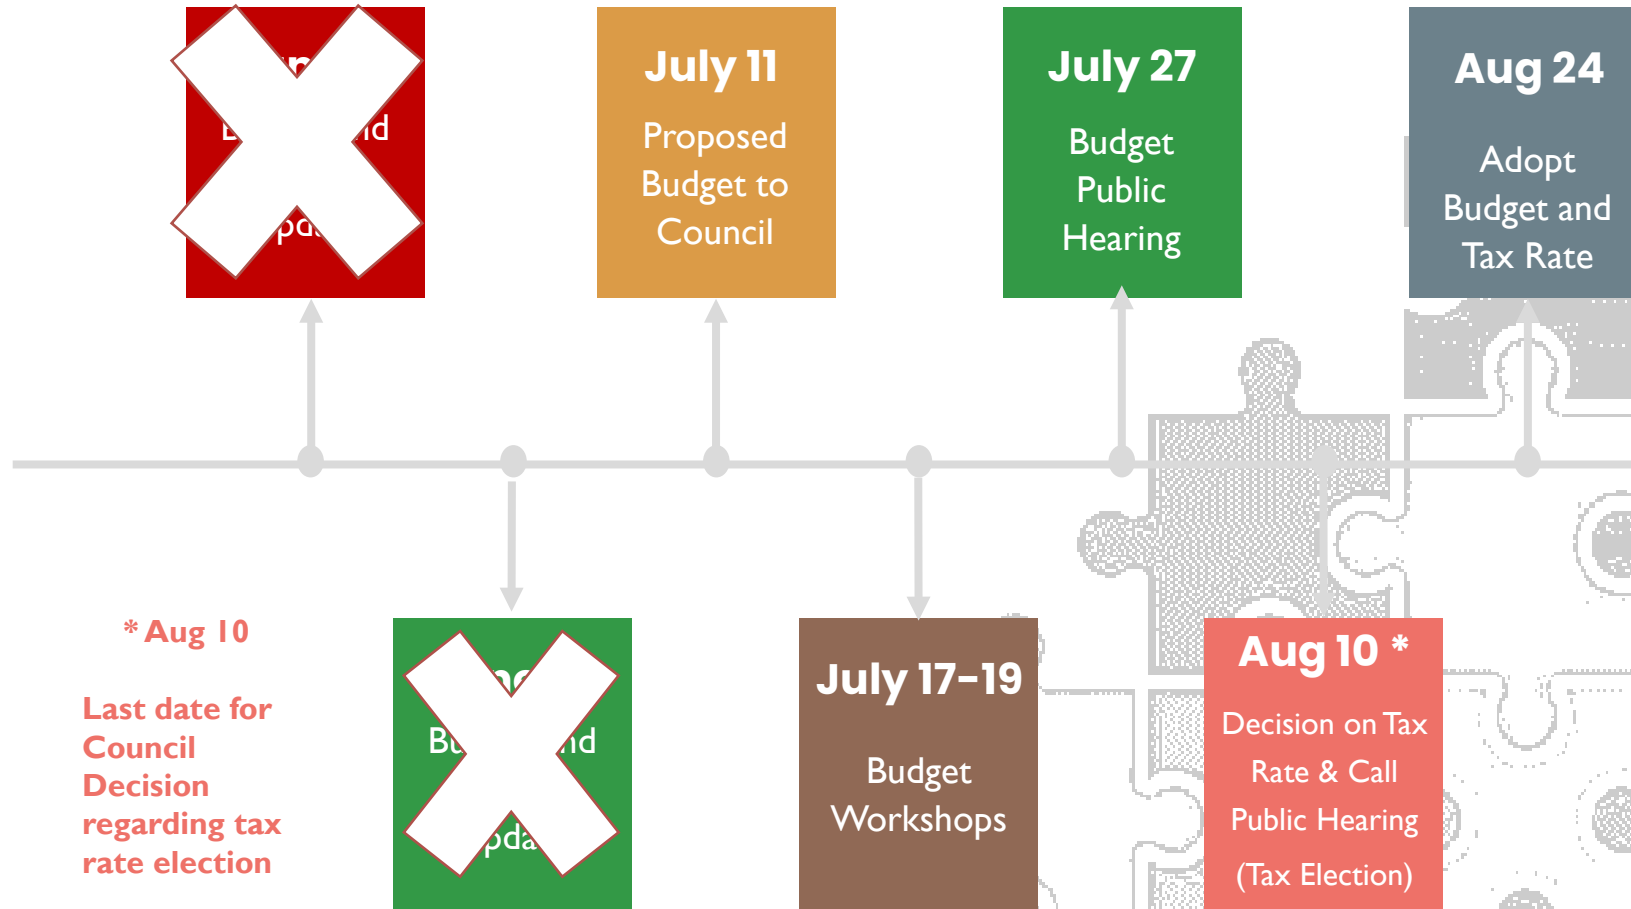 July 11
Proposed
Budget to
Council
July 27
Budget
Public
Hearing
Aug 24
Adopt
Budget and
Tax Rate
* Aug 10
Last date for
Council
Decision
regarding tax
rate election
July 17-19
Budget
Workshops
Aug 10 *
Decision on Tax
Rate & Call
Public Hearing
(Tax Election)